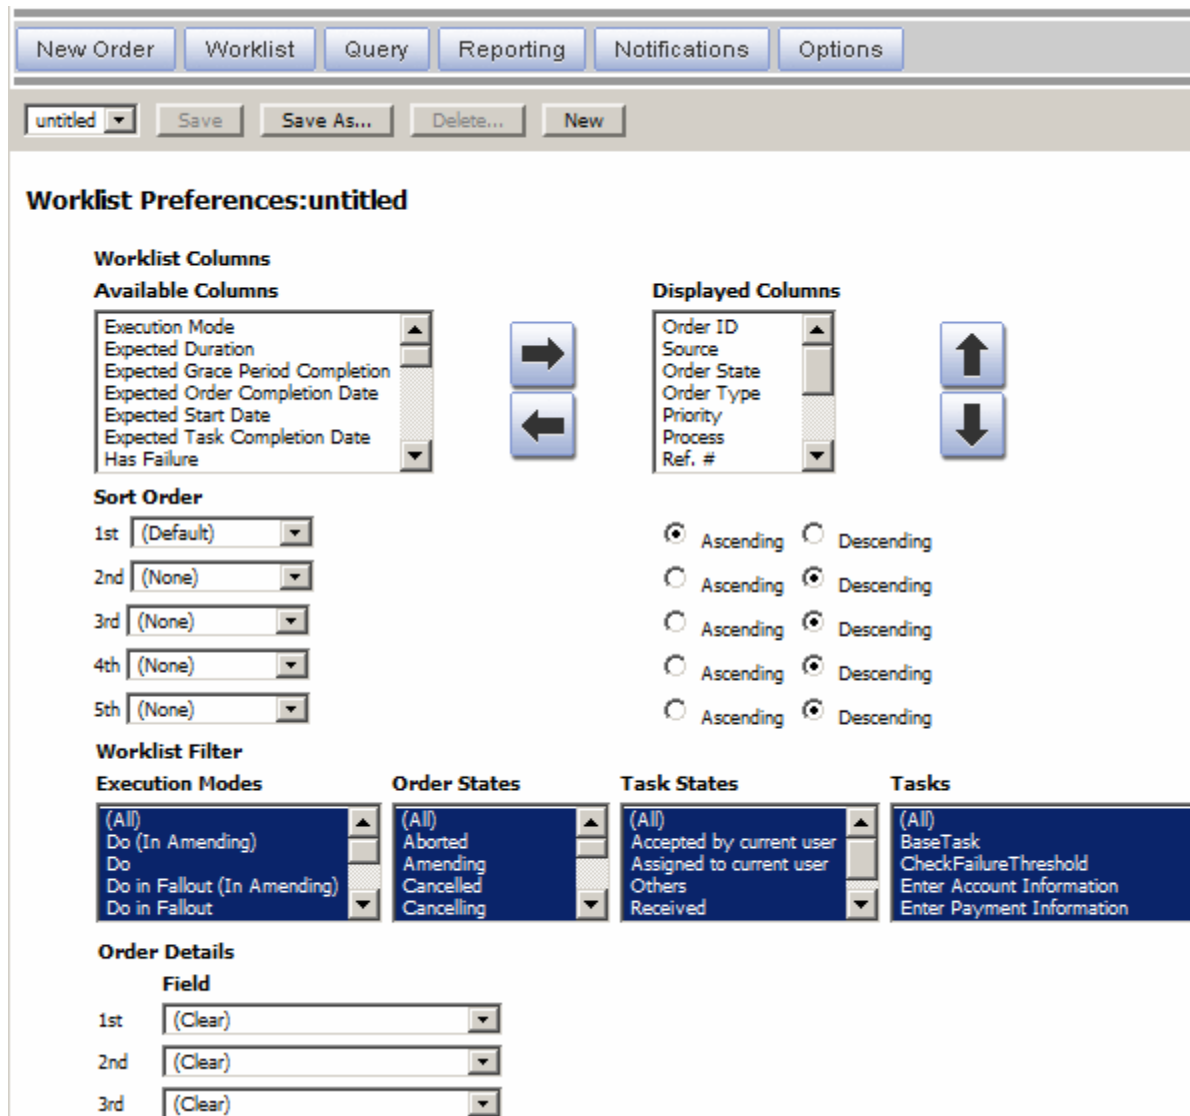 New Order Worklist Query Reporting Notifications Options
untitled Save Save As... Delete... New
Worklist Preferences:untitled
Worklist Columns
Available Columns Displayed Columns
Execution Mode Order ID
Expected Duration Source
Expected Grace Period Completion Order State
Expected Order Completion Date Order Type
Expected Start Date Priority
Expected Task Completion Date Process
Has Failure Ref. #
Sort Order
1st (Default) Ascending Descending
2nd (None) Ascending Descending
3rd (None) Ascending Descending
4th (None) Ascending Descending
5th (None) Ascending Descending
Worklist Filter
Execution Modes Order States Task States Tasks
(All) (All) (All) (All)
Do (In Amending) Aborted Accepted by current user BaseTask
Do Amending Assigned to current user CheckFailureThreshold
Do in Fallout (In Amending) Cancelled Others Enter Account Information
Do in Fallout Cancelling Received Enter Payment Information
Order Details
Field
1st (Clear)
2nd (Clear)
3rd (Clear)